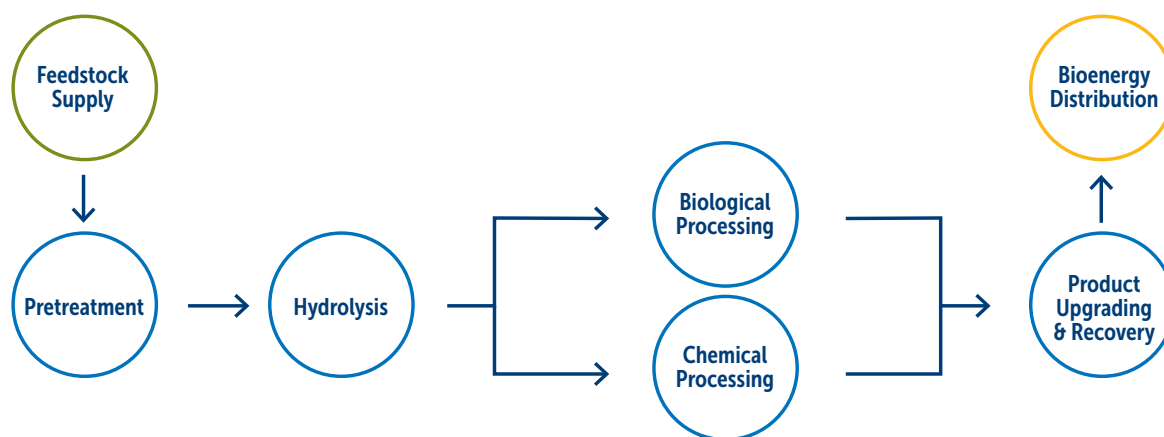 Feedstock
Supply
Pretreatment
Hydrolysis
Biological
Processing
Chemical
Processing
Product
Upgrading
& Recovery
Bioenergy
Distribution